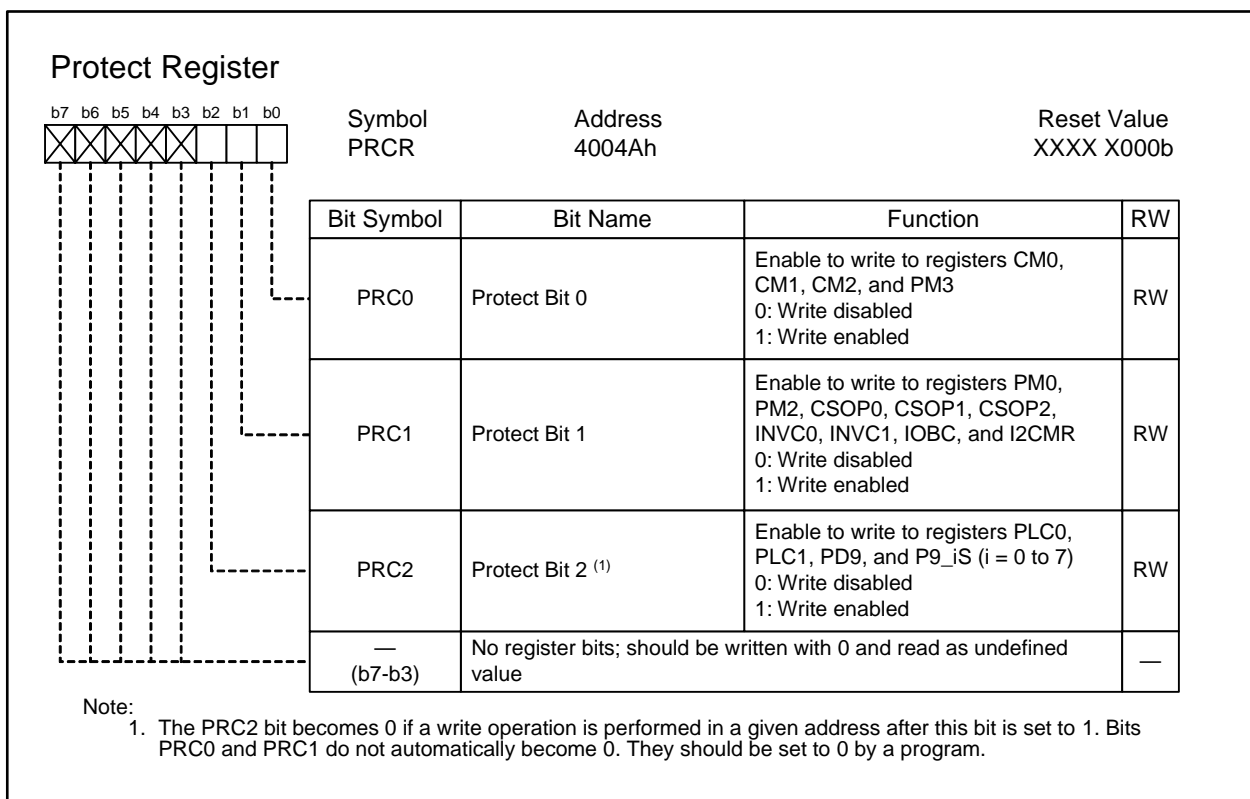 Protect Register
b7 b6 b5 b4 b3 b2 b1 b0
Symbol Address Reset Value
PRCR 4004Ah XXXX X000b
Bit Symbol Bit Name Function RW
PRC0 Protect Bit 0 Enable to write to registers CM0,
CM1, CM2, and PM3
0: Write disabled
1: Write enabled RW
PRC1 Protect Bit 1 Enable to write to registers PM0,
PM2, CSOP0, CSOP1, CSOP2,
INVC0, INVC1, IOBC, and I2CMR
0: Write disabled
1: Write enabled RW
PRC2 Protect Bit 2 (1) Enable to write to registers PLC0,
PLC1, PD9, and P9_iS (i = 0 to 7)
0: Write disabled
1: Write enabled RW
—
(b7-b3) No register bits; should be written with 0 and read as undefined
value —
Note:
1. The PRC2 bit becomes 0 if a write operation is performed in a given address after this bit is set to 1. Bits
PRC0 and PRC1 do not automatically become 0. They should be set to 0 by a program.